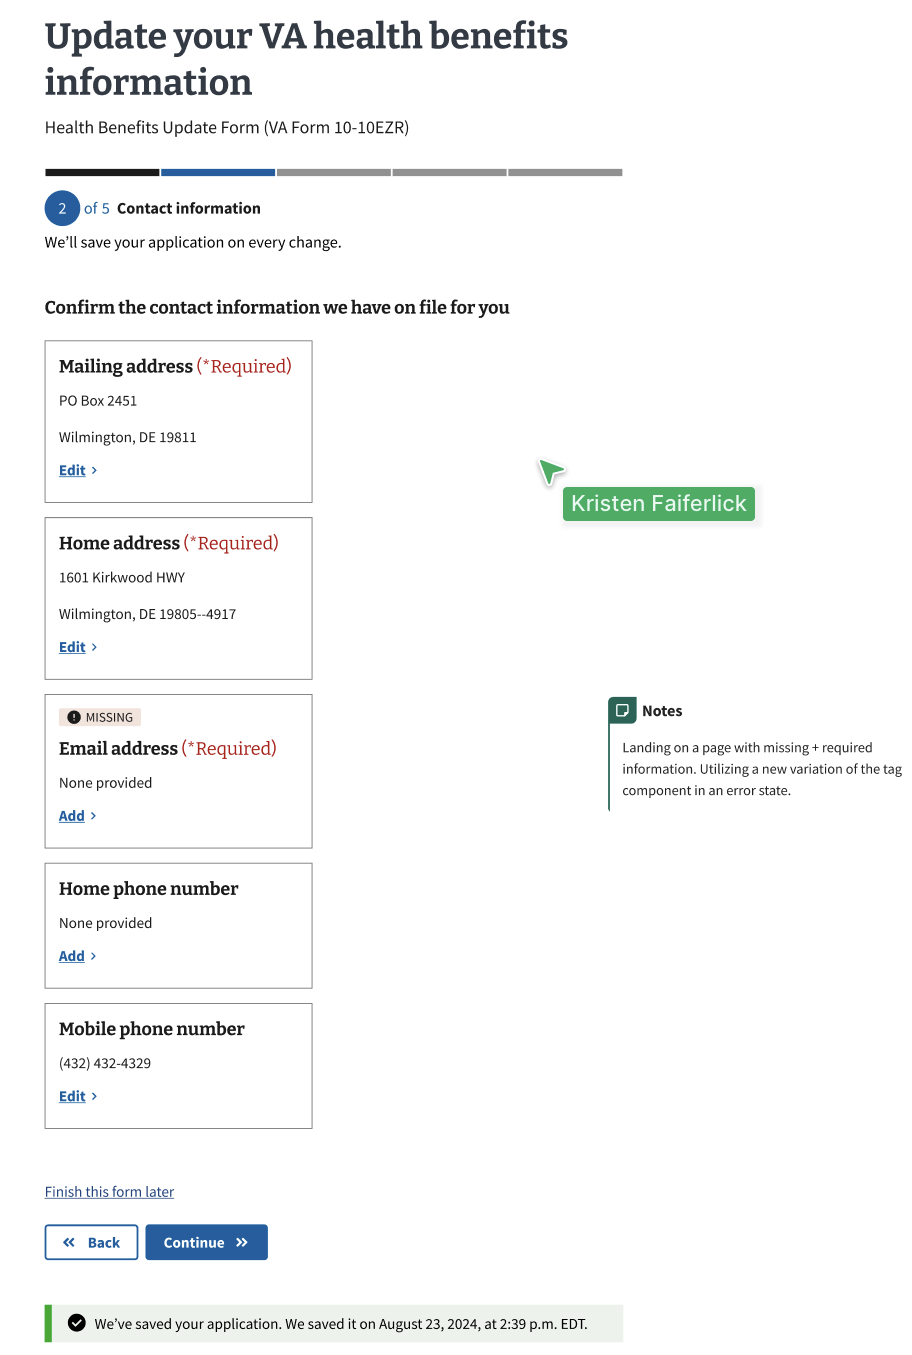 Update your VA health benefits
information
Health Benefits Update Form (VA Form 10-10EZR)
2 of 5 Contact information
We’ll save your application on every change.
Confirm the contact information we have on file for you
Mailing address (*Required)
PO Box 2451
Wilmington, DE 19811
Edit
Kristen Faiferlick
Home address (*Required)
1601 Kirkwood HWY
Wilmington, DE 19805--4917
Edit
MISSING
Email address (*Required)
None provided
Add
Notes
Landing on a page with missing + required
information. Utilizing a new variation of the tag
component in an error state.
Home phone number
None provided
Add
Mobile phone number
(432) 432-4329
Edit
Finish this form later
Back
Continue
We’ve saved your application. We saved it on August 23, 2024, at 2:39 p.m. EDT.